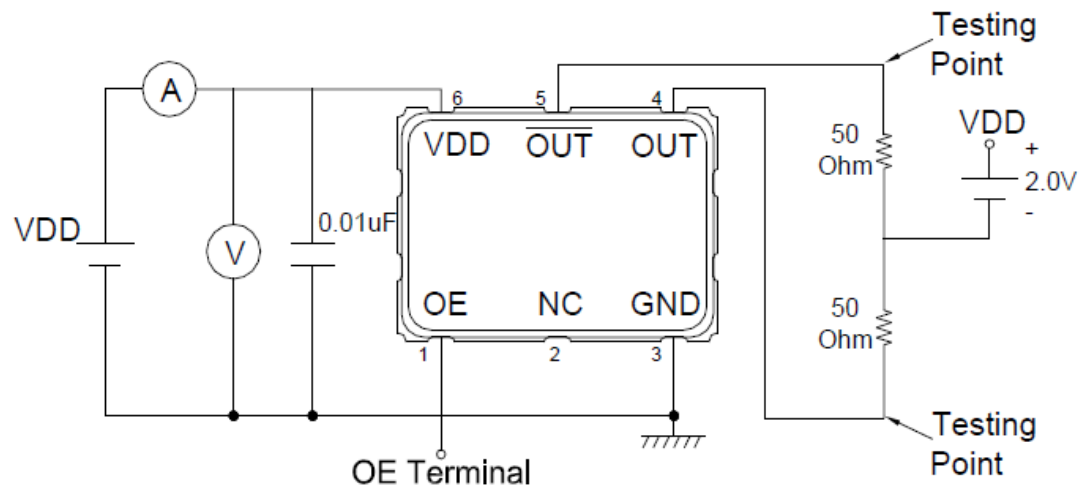 Testing
Point
A
6
5
4
VDD
O̅U̅T̅
OUT
50
Ohm
VDD
+
2.0V
-
VDD
V
0.01uF
OE
NC
GND
50
Ohm
1
2
3
OE Terminal
Testing
Point